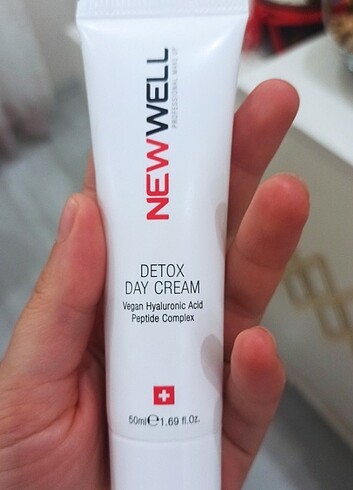 NEWWELL
PROFESSIONAL MAKE UP
DETOX
DAY CREAM
Vegan Hyaluronic Acid
Peptide Complex
50ml℮1.69 fl.Oz.